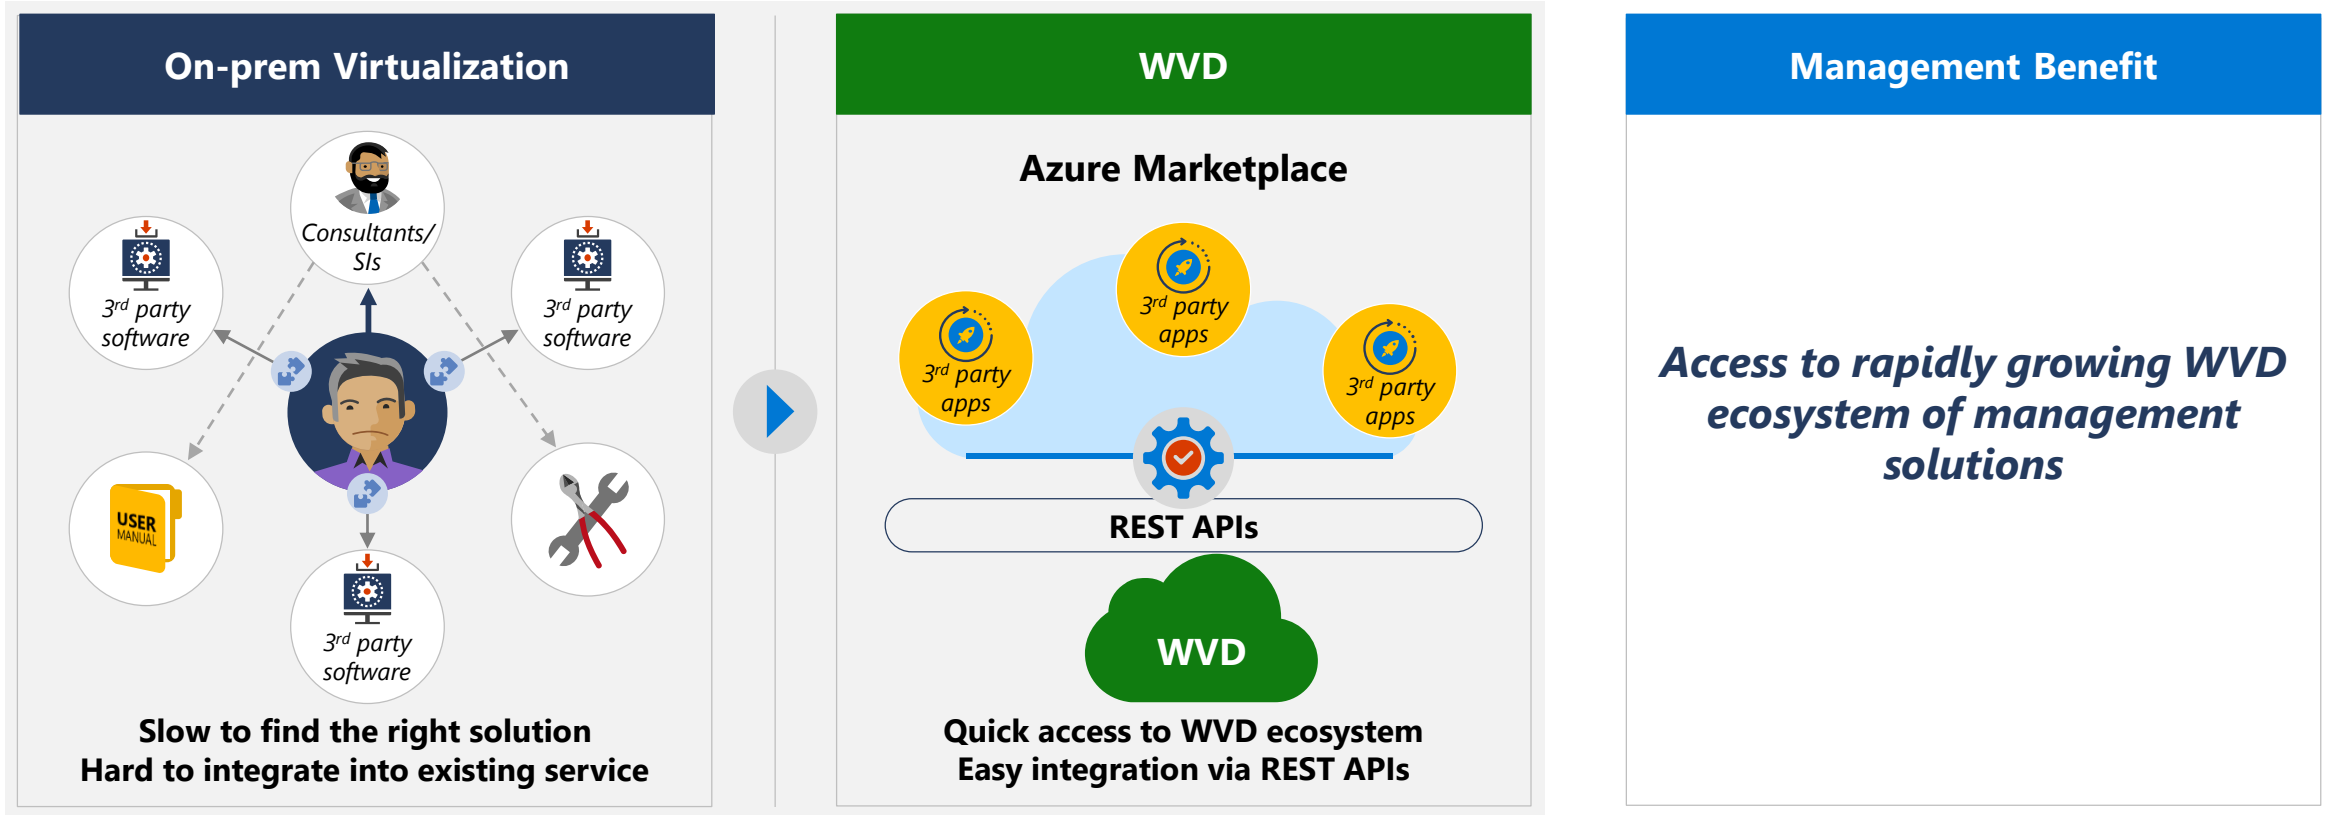 On-prem Virtualization
Consultants/
SIs
3rd party
software
3rd party
software
USER
MANUAL
3rd party
software
Slow to find the right solution
Hard to integrate into existing service
WVD
Azure Marketplace
3rd party
apps
3rd party
apps
3rd party
apps
REST APIs
WVD
Quick access to WVD ecosystem
Easy integration via REST APIs
Management Benefit
Access to rapidly growing WVD
ecosystem of management
solutions